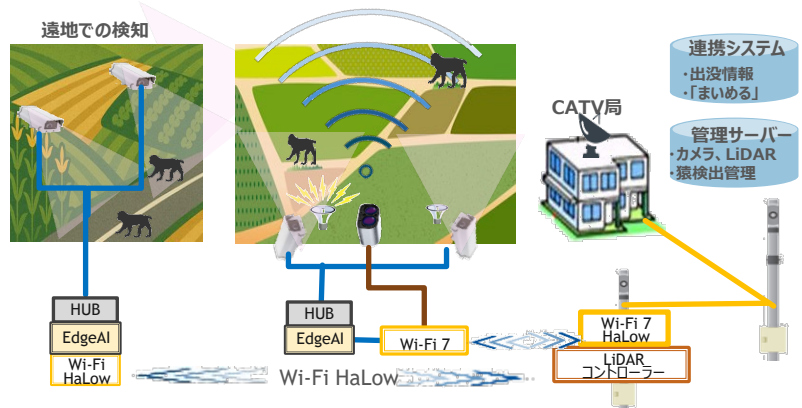 遠地での検知
連携システム
・出没情報
・「まいめる」
CATV局
管理サーバー
・カメラ、LiDAR
・猿検出管理
HUB
EdgeAI
Wi-Fi
HaLow
HUB
EdgeAI
Wi-Fi 7
Wi-Fi 7
HaLow
LiDAR
コントローラー
Wi-Fi HaLow